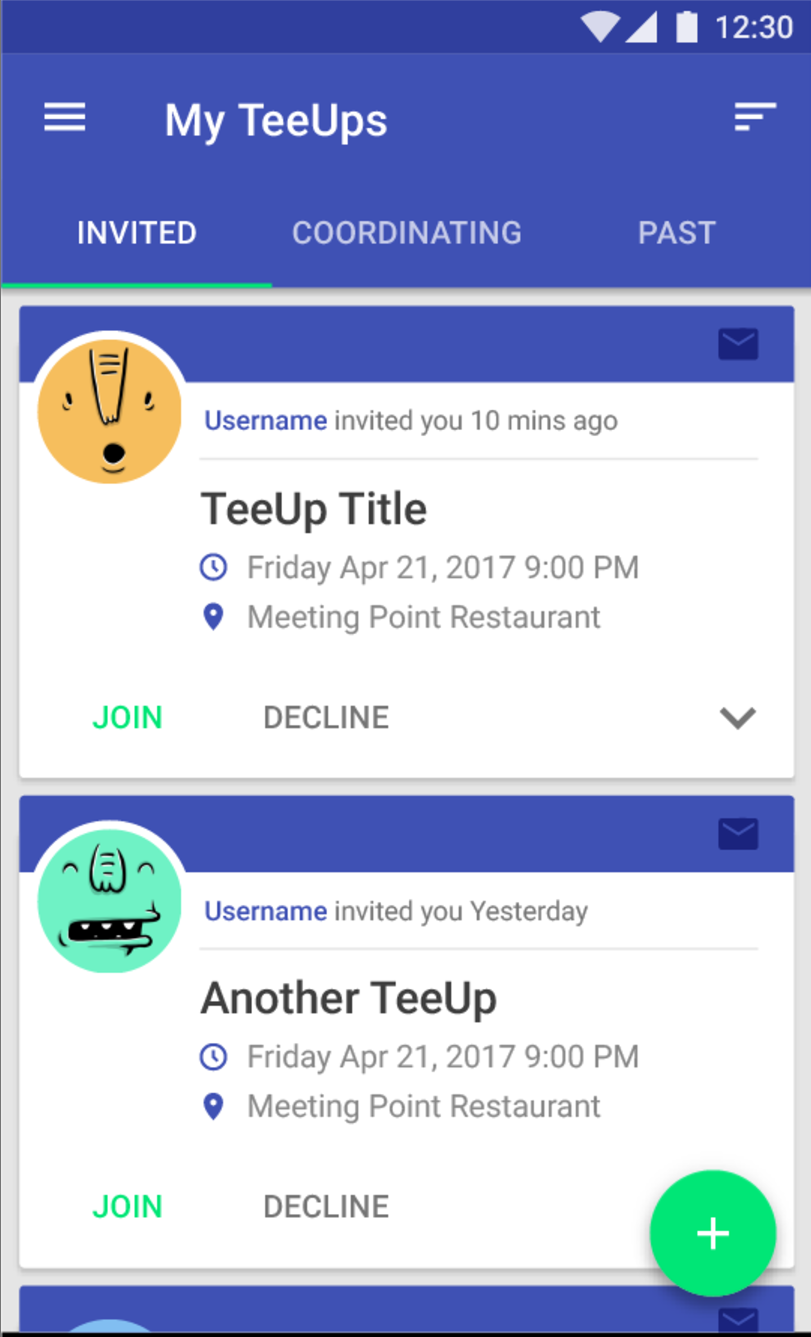 12:30
My TeeUps
INVITED COORDINATING PAST
Username invited you 10 mins ago
TeeUp Title
Friday Apr 21, 2017 9:00 PM
Meeting Point Restaurant
JOIN DECLINE
Username invited you Yesterday
Another TeeUp
Friday Apr 21, 2017 9:00 PM
Meeting Point Restaurant
JOIN DECLINE